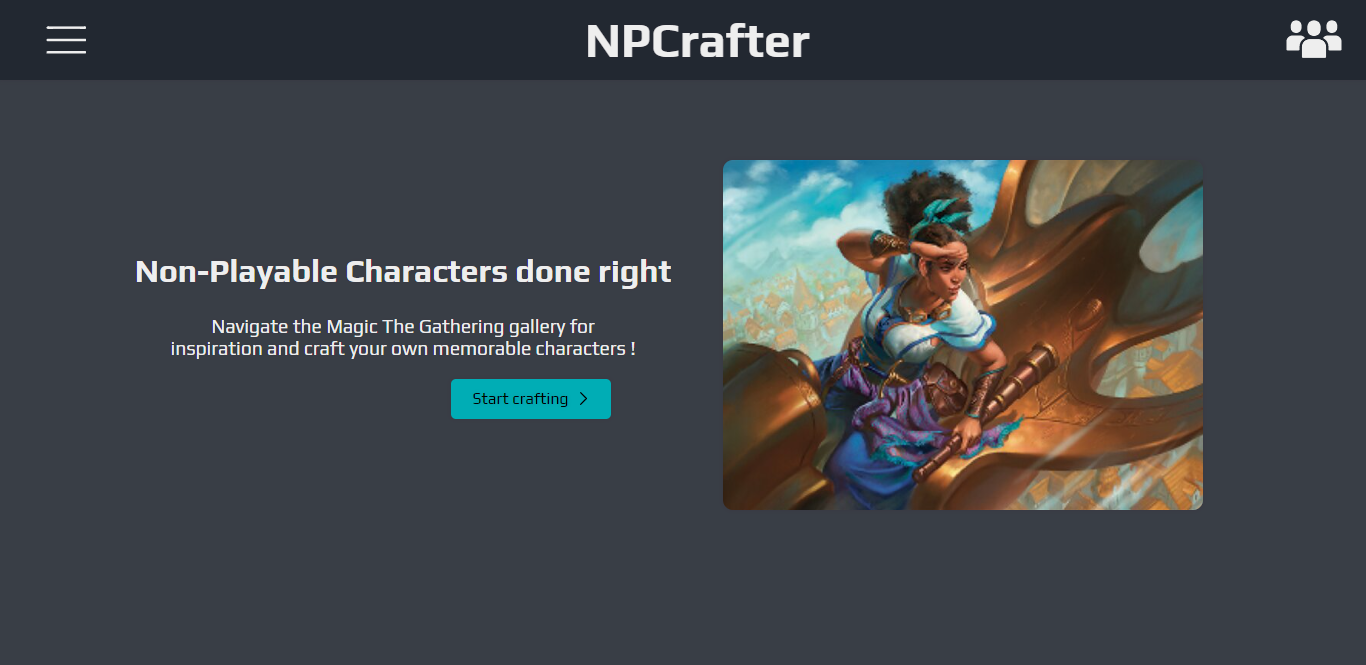 NPCrafter
Non-Playable Characters done right
Navigate the Magic The Gathering gallery for
inspiration and craft your own memorable characters !
Start crafting